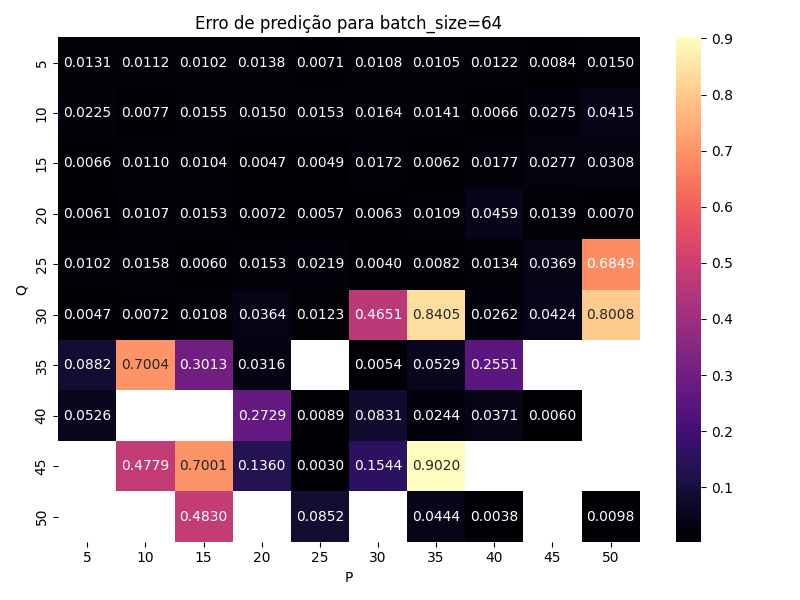 Erro de predição para batch_size=64
Q
5 0.0131 0.0112 0.0102 0.0138 0.0071 0.0108 0.0105 0.0122 0.0084 0.0150
10 0.0225 0.0077 0.0155 0.0150 0.0153 0.0164 0.0141 0.0066 0.0275 0.0415
15 0.0066 0.0110 0.0104 0.0047 0.0049 0.0172 0.0062 0.0177 0.0277 0.0308
20 0.0061 0.0107 0.0153 0.0072 0.0057 0.0063 0.0109 0.0459 0.0139 0.0070
25 0.0102 0.0158 0.0060 0.0153 0.0219 0.0040 0.0082 0.0134 0.0369 0.6849
30 0.0047 0.0072 0.0108 0.0364 0.0123 0.4651 0.8405 0.0262 0.0424 0.8008
35 0.0882 0.7004 0.3013 0.0316 0.0054 0.0529 0.2551
40 0.0526 0.2729 0.0089 0.0831 0.0244 0.0371 0.0060
45 0.4779 0.7001 0.1360 0.0030 0.1544 0.9020
50 0.4830 0.0852 0.0444 0.0038 0.0098
5 10 15 20 25 30 35 40 45 50
P
0.9
0.8
0.7
0.6
0.5
0.4
0.3
0.2
0.1